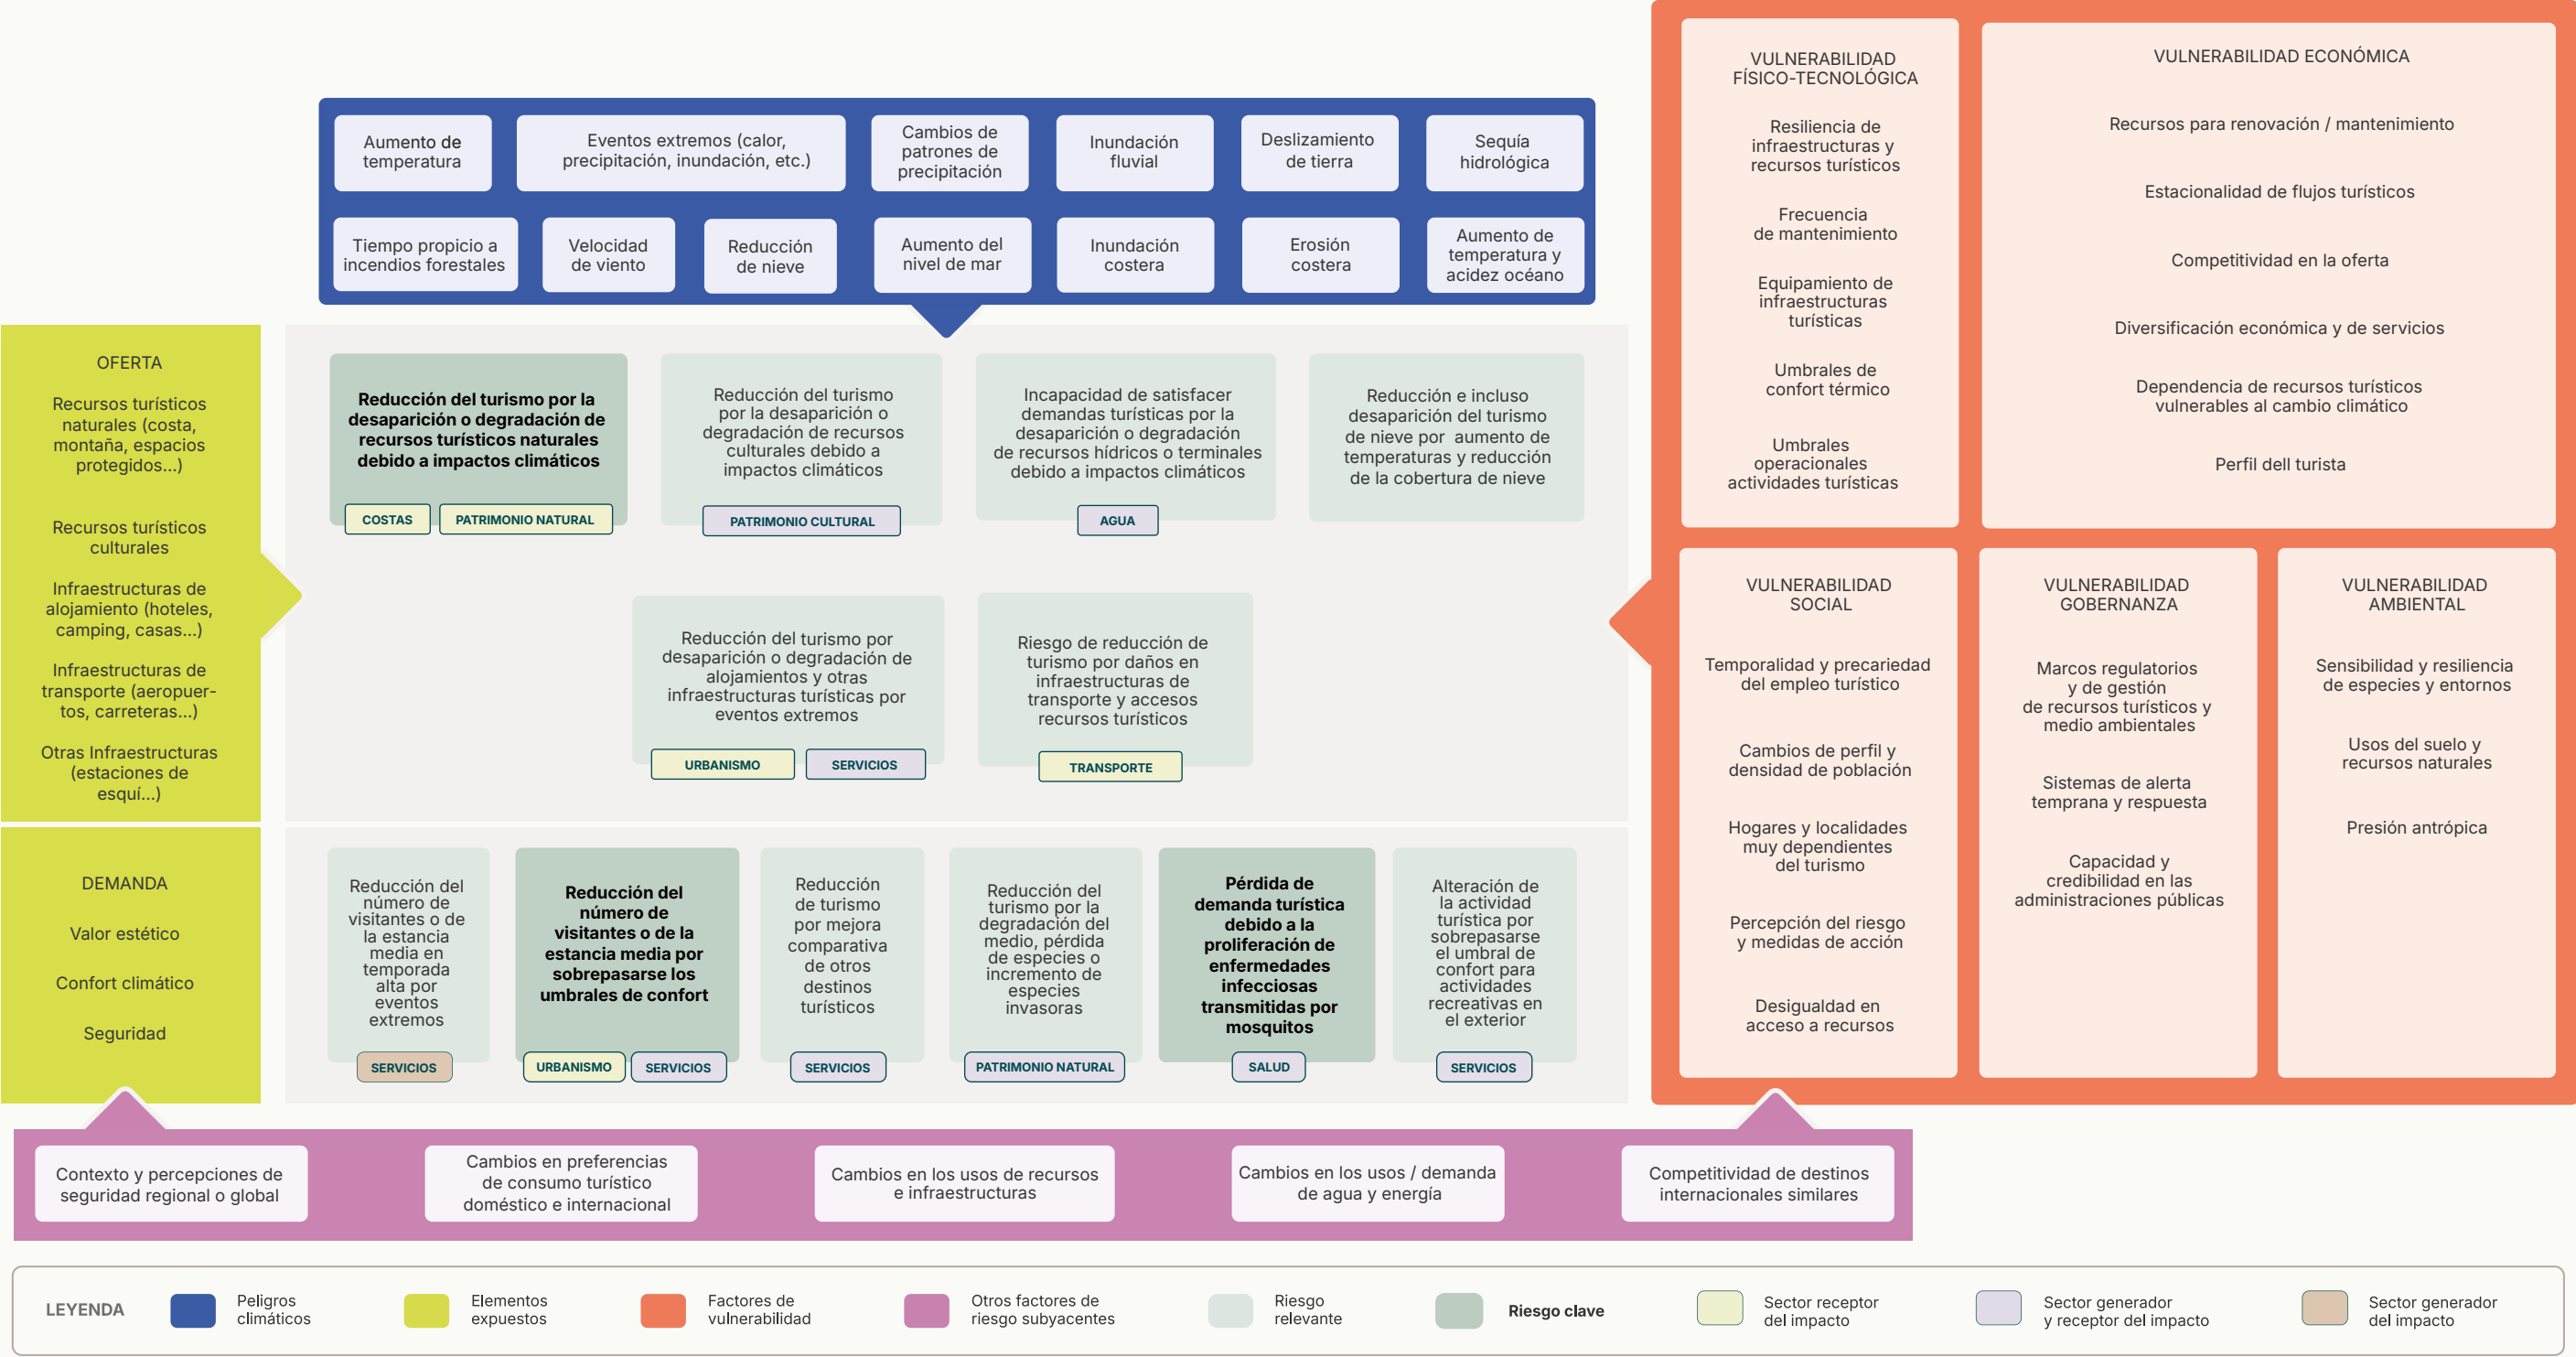 Aumento de
temperatura
Eventos extremos (calor,
precipitación, inundación, etc.)
Cambios de
patrones de
precipitación
Inundación
fluvial
Deslizamiento
de tierra
Sequía
hidrológica
Tiempo propicio a
incendios forestales
Velocidad
de viento
Reducción
de nieve
Aumento del
nivel de mar
Inundación
costera
Erosión
costera
Aumento de
temperatura y
acidez océano
OFERTA
Recursos turísticos
naturales (costa,
montaña, espacios
protegidos...)
Recursos turísticos
culturales
Infraestructuras de
alojamiento (hoteles,
camping, casas...)
Infraestructuras de
transporte (aeropuer-
tos, carreteras...)
Otras Infraestructuras
(estaciones de
esquí...)
DEMANDA
Valor estético
Confort climático
Seguridad
Reducción del turismo por la
desaparición o degradación de
recursos turísticos naturales
debido a impactos climáticos
COSTAS
PATRIMONIO NATURAL
Reducción del turismo
por la desaparición o
degradación de recursos
culturales debido a
impactos climáticos
PATRIMONIO CULTURAL
Incapacidad de satisfacer
demandas turísticas por la
desaparición o degradación
de recursos hídricos o terminales
debido a impactos climáticos
AGUA
Reducción e incluso
desaparición del turismo
de nieve por aumento de
temperaturas y reducción
de la cobertura de nieve
Reducción del turismo por
desaparición o degradación de
alojamientos y otras
infraestructuras turísticas por
eventos extremos
URBANISMO
SERVICIOS
Riesgo de reducción de
turismo por daños en
infraestructuras de
transporte y accesos
recursos turísticos
TRANSPORTE
Reducción del
número de
visitantes o de
la estancia
media en
temporada
alta por
eventos
extremos
SERVICIOS
Reducción del
número de
visitantes o de la
estancia media por
sobrepasarse los
umbrales de confort
URBANISMO
SERVICIOS
Reducción
de turismo
por mejora
comparativa
de otros
destinos
turísticos
SERVICIOS
Reducción del
turismo por la
degradación del
medio, pérdida
de especies o
incremento de
especies
invasoras
PATRIMONIO NATURAL
Pérdida de
demanda turística
debido a la
proliferación de
enfermedades
infecciosas
transmitidas por
mosquitos
SALUD
Alteración de
la actividad
turística por
sobrepasarse
el umbral de
confort para
actividades
recreativas en
el exterior
SERVICIOS
VULNERABILIDAD
FÍSICO-TECNOLÓGICA
Resiliencia de
infraestructuras y
recursos turísticos
Frecuencia
de mantenimiento
Equipamiento de
infraestructuras
turísticas
Umbrales de
confort térmico
Umbrales
operacionales
actividades turísticas
VULNERABILIDAD ECONÓMICA
Recursos para renovación / mantenimiento
Estacionalidad de flujos turísticos
Competitividad en la oferta
Diversificación económica y de servicios
Dependencia de recursos turísticos
vulnerables al cambio climático
Perfil dell turista
VULNERABILIDAD
SOCIAL
Temporalidad y precariedad
del empleo turístico
Cambios de perfil y
densidad de población
Hogares y localidades
muy dependientes
del turismo
Percepción del riesgo
y medidas de acción
Desigualdad en
acceso a recursos
VULNERABILIDAD
GOBERNANZA
Marcos regulatorios
y de gestión
de recursos turísticos y
medio ambientales
Sistemas de alerta
temprana y respuesta
Capacidad y
credibilidad en las
administraciones públicas
VULNERABILIDAD
AMBIENTAL
Sensibilidad y resiliencia
de especies y entornos
Usos del suelo y
recursos naturales
Presión antrópica
Contexto y percepciones de
seguridad regional o global
Cambios en preferencias
de consumo turístico
doméstico e internacional
Cambios en los usos de recursos
e infraestructuras
Cambios en los usos / demanda
de agua y energía
Competitividad de destinos
internacionales similares
LEYENDA
Peligros
climáticos
Elementos
expuestos
Factores de
vulnerabilidad
Otros factores de
riesgo subyacentes
Riesgo
relevante
Riesgo clave
Sector receptor
del impacto
Sector generador
y receptor del impacto
Sector generador
del impacto